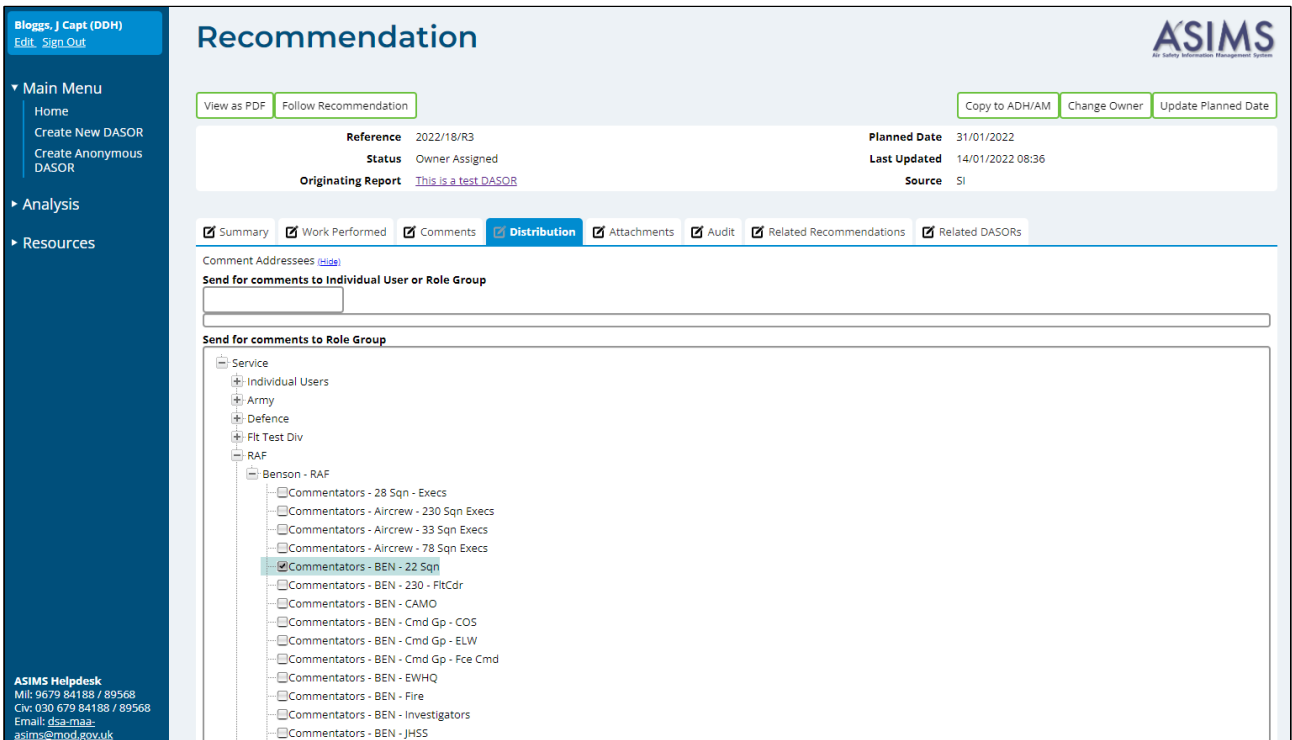 Bloggs, J Capt (DDH)
Edit Sign Out
Main Menu
Home
Create New DASOR
Create Anonymous
DASOR
Analysis
Resources
ASIMS Helpdesk
Mil: 9679 84188 / 89568
Civ: 030 679 84188 / 89568
Email: dsa-maa-
asims@mod.gov.uk
Recommendation
ASIMS
Air Safety Information Management System
View as PDF Follow Recommendation Copy to ADH/AM Change Owner Update Planned Date
Reference 2022/18/R3 Planned Date 31/01/2022
Status Owner Assigned Last Updated 14/01/2022 08:36
Originating Report This is a test DASOR Source SI
Summary Work Performed Comments Distribution Attachments Audit Related Recommendations Related DASORs
Comment Addressees (Hide)
Send for comments to Individual User or Role Group
Send for comments to Role Group
Service
Individual Users
Army
Defence
Flt Test Div
RAF
Benson - RAF
Commentators - 28 Sqn - Execs
Commentators - Aircrew - 230 Sqn Execs
Commentators - Aircrew - 33 Sqn Execs
Commentators - Aircrew - 78 Sqn Execs
Commentators - BEN - 22 Sqn
Commentators - BEN - 230 - FltCdr
Commentators - BEN - CAMO
Commentators - BEN - Cmd Gp - COS
Commentators - BEN - Cmd Gp - ELW
Commentators - BEN - Cmd Gp - Fce Cmd
Commentators - BEN - EWHQ
Commentators - BEN - Fire
Commentators - BEN - Investigators
Commentators - BEN - JHSS